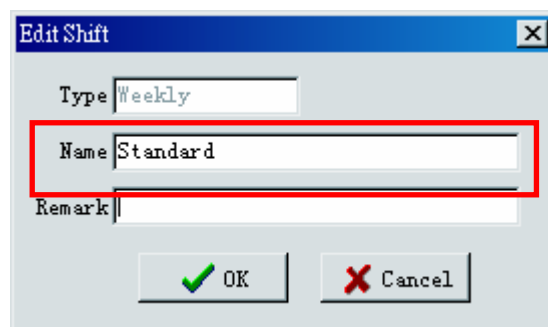 Edit Shift
Type Weekly
Name Standard
Remark
OK Cancel